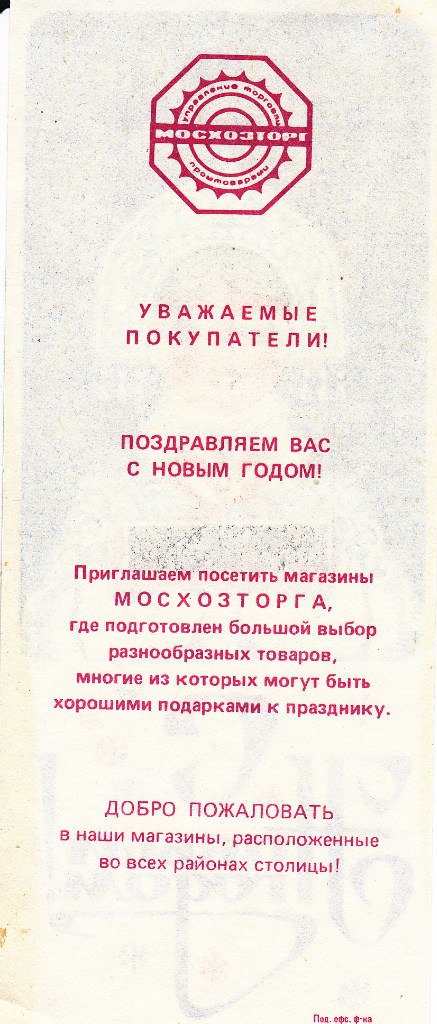 управление торговли
МОСХОЗТОРГ
промтоварами
УВАЖАЕМЫЕ
ПОКУПАТЕЛИ!
ПОЗДРАВЛЯЕМ ВАС
С НОВЫМ ГОДОМ!
Приглашаем посетить магазины
МОСХОЗТОРГА,
где подготовлен большой выбор
разнообразных товаров,
многие из которых могут быть
хорошими подарками к празднику.
ДОБРО ПОЖАЛОВАТЬ
в наши магазины, расположенные
во всех районах столицы!
Под. офс. ф-ка